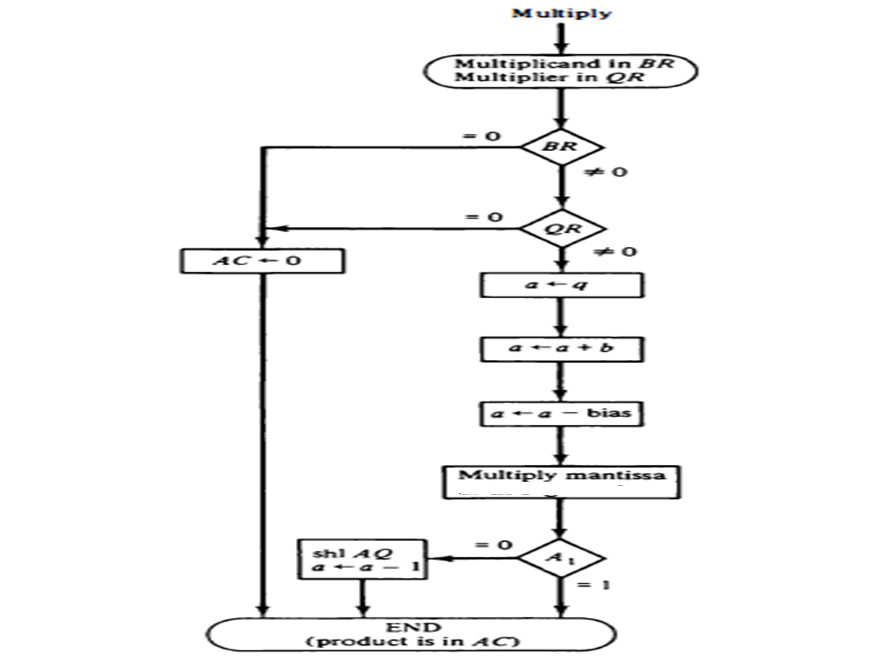 Multiply
Multiplicand in BR
Multiplier in QR
= 0
BR
≠ 0
= 0
QR
≠ 0
AC ← 0
a ← q
a ← a + b
a ← a − bias
Multiply mantissa
= 0
shl AQ
a ← a − 1
A₁
= 1
END
(product is in AC)